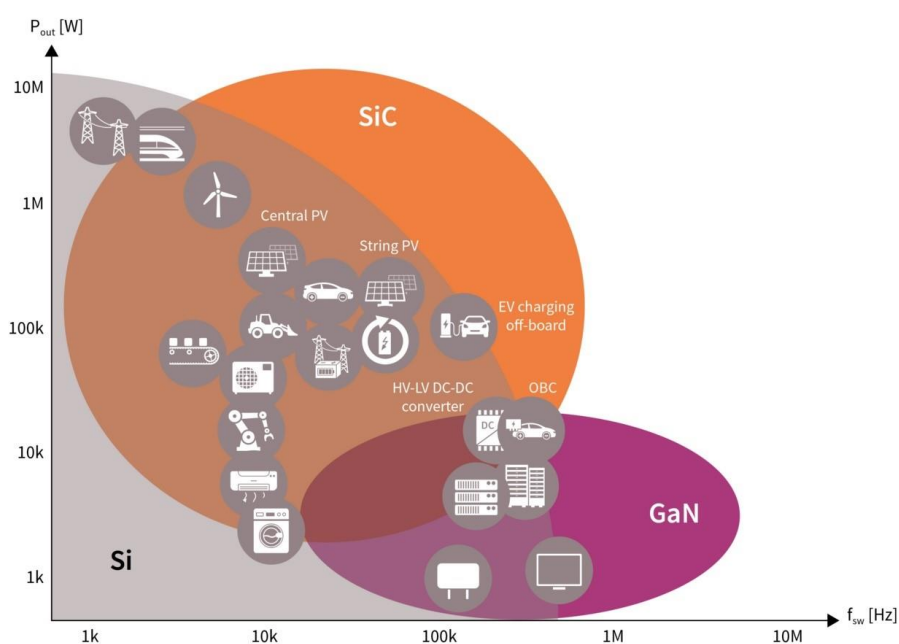 P_out [W]
10M
SiC
1M
Central PV
String PV
EV charging
off-board
100k
HV-LV DC-DC
converter
OBC
DC
10k
GaN
Si
1k
f_sw [Hz]
1k
10k
100k
1M
10M